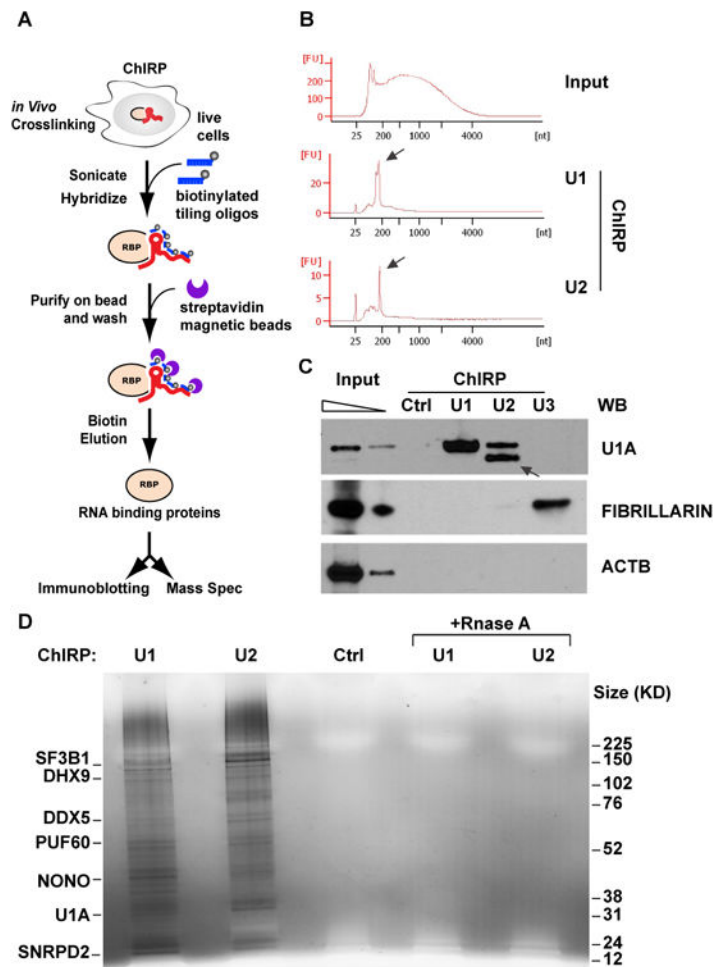 A
ChIRP
in Vivo
Crosslinking
live
cells
Sonicate
Hybridize
biotinylated
tiling oligos
RBP
Purify on bead
and wash
streptavidin
magnetic beads
RBP
Biotin
Elution
RBP
RNA binding proteins
Immunoblotting Mass Spec
B
[FU]
200
100
0
25 200 1000 4000 [nt]
Input
[FU]
20
0
25 200 1000 4000 [nt]
U1
[FU]
10
5
0
25 200 1000 4000 [nt]
U2
ChIRP
C
Input ChIRP
Ctrl U1 U2 U3 WB
U1A
FIBRILLARIN
ACTB
D
+Rnase A
ChIRP: U1 U2 Ctrl U1 U2
Size (KD)
SF3B1
DHX9
DDX5
PUF60
NONO
U1A
SNRPD2
225
150
102
76
52
38
31
24
12